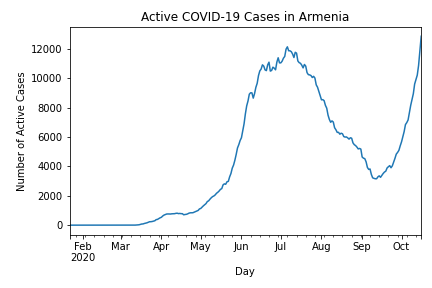 Active COVID-19 Cases in Armenia
12000
10000
8000
6000
4000
2000
0
Number of Active Cases
Feb Mar Apr May Jun Jul Aug Sep Oct
2020
Day